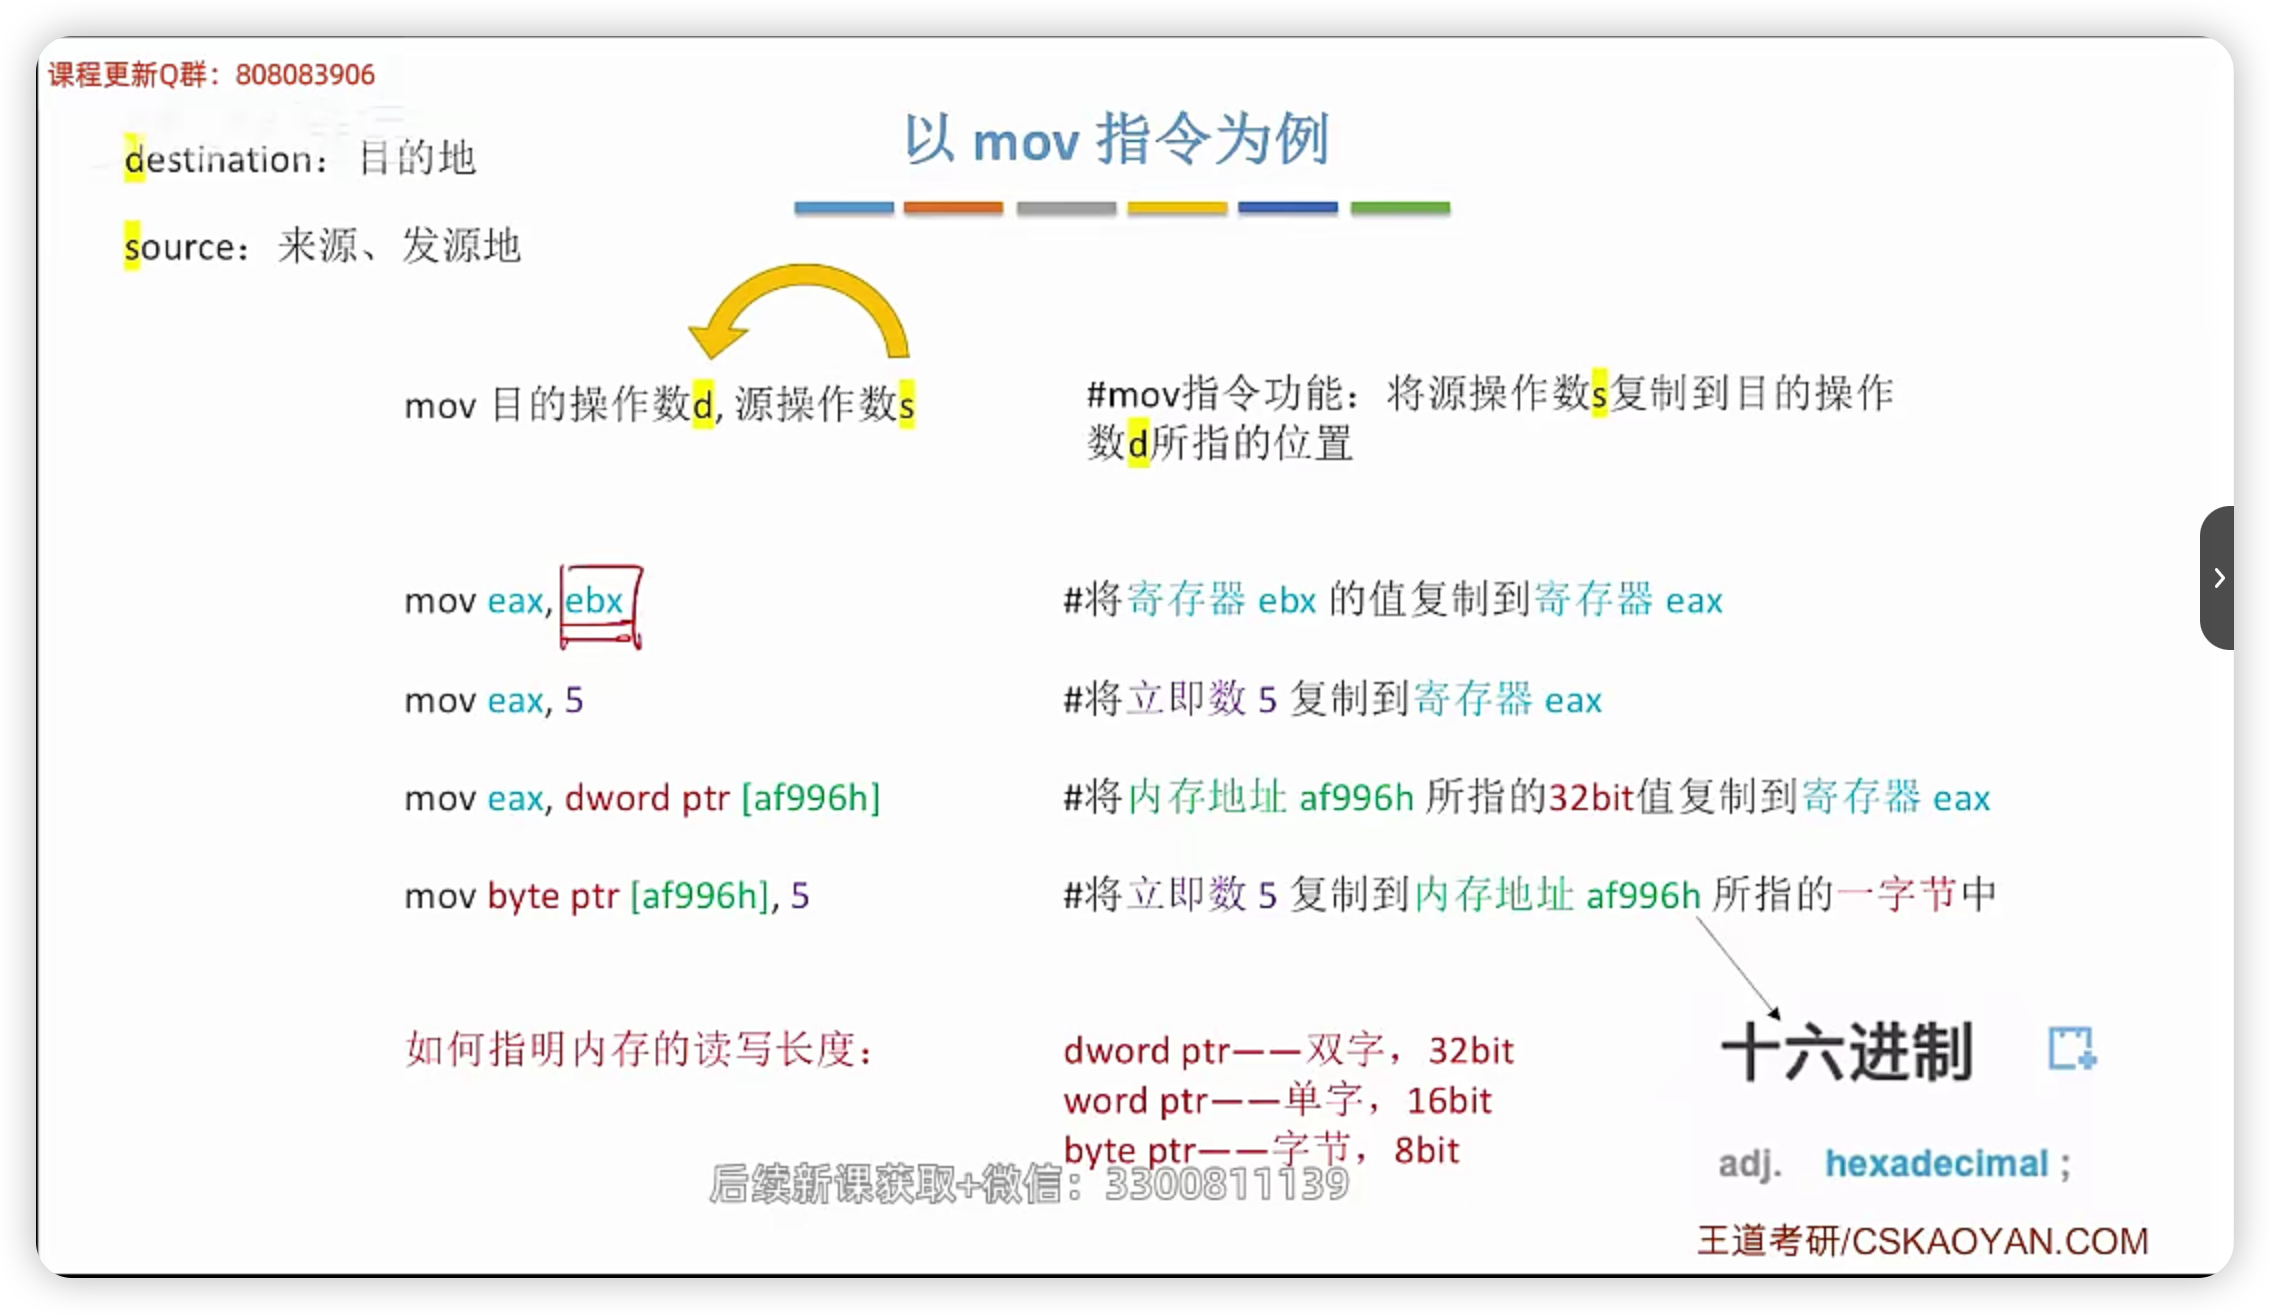 课程更新Q群：808083906
destination：目的地
以 mov 指令为例
source：来源、发源地
mov 目的操作数d, 源操作数s
#mov指令功能：将源操作数s复制到目的操作
数d所指的位置
mov eax, ebx
#将寄存器 ebx 的值复制到寄存器 eax
mov eax, 5
#将立即数 5 复制到寄存器 eax
mov eax, dword ptr [af996h]
#将内存地址 af996h 所指的32bit值复制到寄存器 eax
mov byte ptr [af996h], 5
#将立即数 5 复制到内存地址 af996h 所指的一字节中
如何指明内存的读写长度：
dword ptr——双字，32bit
word ptr——单字，16bit
byte ptr——字节，8bit
十六进制
adj. hexadecimal ;
后续新课获取+微信：3300811139
王道考研/CSKAOYAN.COM